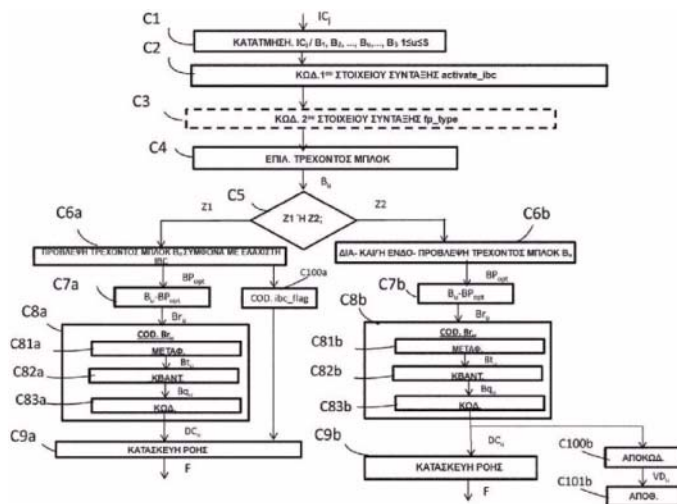 IC_j
C1
ΚΑΤΑΤΜΗΣΗ. IC_j / B_1, B_2, ..., B_u, ..., B_S 1≤u≤S
C2
ΚΩΔ.1^ου ΣΤΟΙΧΕΙΟΥ ΣΥΝΤΑΞΗΣ activate_ibc
C3
ΚΩΔ. 2^ου ΣΤΟΙΧΕΙΟΥ ΣΥΝΤΑΞΗΣ fp_type
C4
ΕΠΙΛ. ΤΡΕΧΟΝΤΟΣ ΜΠΛΟΚ
B_u
C5
Z1
Z1 Ή Z2;
Z2
C6a
C6b
ΠΡΟΒΛΕΨΗ ΤΡΕΧΟΝΤΟΣ ΜΠΛΟΚ B_u ΣΥΜΦΩΝΑ ΜΕ ΕΛΑΧΙΣΤΗ
ΔΙΑ- ΚΑΙ/Ή ΕΝΔΟ- ΠΡΟΒΛΕΨΗ ΤΡΕΧΟΝΤΟΣ ΜΠΛΟΚ B_u
BP_opt
C100a
BP_opt
C7a
B_u-BP_opt
COD. ibc_flag
C7b
B_u-BP_opt
C8a
Br_u
C8b
Br_u
COD. Br_u
COD. Br_u
C81a
ΜΕΤΑΦ.
C81b
ΜΕΤΑΦ.
Bt_u
Bt_u
C82a
ΚΒΑΝΤ.
C82b
ΚΒΑΝΤ.
Bq_u
Bq_u
C83a
ΚΩΔ.
C83b
ΚΩΔ.
C9a
DC_u
C9b
DC_u
C100b
ΑΠΟΚΩΔ.
ΚΑΤΑΣΚΕΥΗ ΡΟΗΣ
ΚΑΤΑΣΚΕΥΗ ΡΟΗΣ
VD_u
C101b
F
F
ΑΠΟΘ.